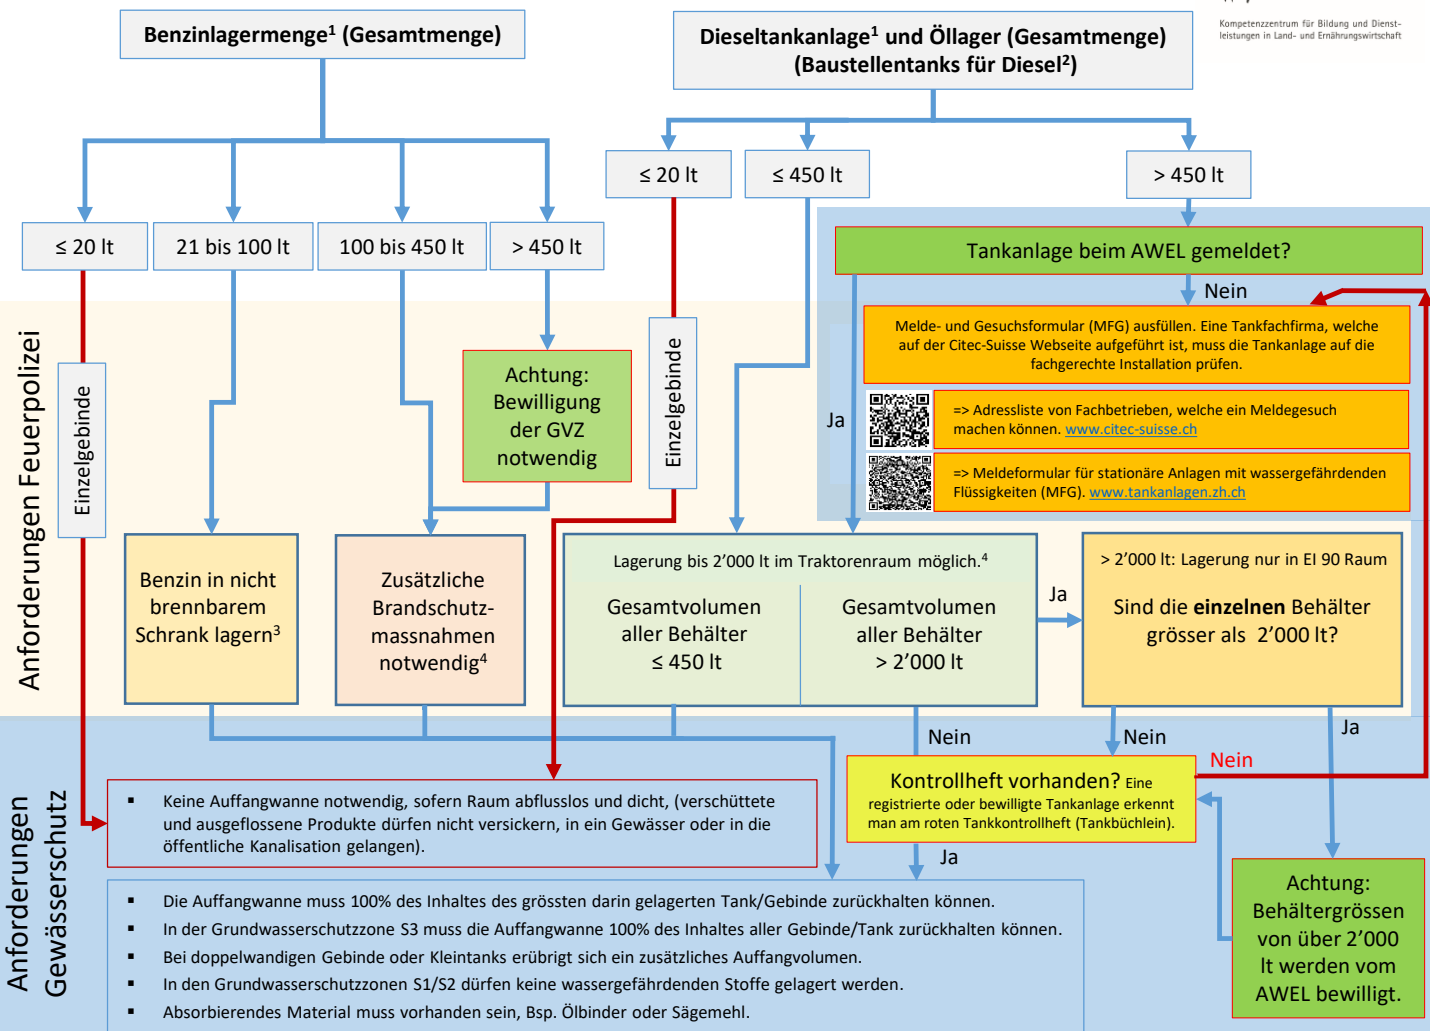 Kompetenzzentrum für Bildung und Dienst-
leistungen in Land- und Ernährungswirtschaft
Benzinlagermenge¹ (Gesamtmenge)
Dieseltankanlage¹ und Öllager (Gesamtmenge)
(Baustellentanks für Diesel²)
≤ 20 lt
≤ 450 lt
> 450 lt
≤ 20 lt
21 bis 100 lt
100 bis 450 lt
> 450 lt
Tankanlage beim AWEL gemeldet?
Nein
Ja
Anforderungen Feuerpolizei
Einzelgebinde
Einzelgebinde
Achtung:
Bewilligung
der GVZ
notwendig
Melde- und Gesuchsformular (MFG) ausfüllen. Eine Tankfachfirma, welche
auf der Citec-Suisse Webseite aufgeführt ist, muss die Tankanlage auf die
fachgerechte Installation prüfen.
=> Adressliste von Fachbetrieben, welche ein Meldegesuch
machen können. www.citec-suisse.ch
=> Meldeformular für stationäre Anlagen mit wassergefährdenden
Flüssigkeiten (MFG). www.tankanlagen.zh.ch
Benzin in nicht
brennbarem
Schrank lagern³
Zusätzliche
Brandschutz-
massnahmen
notwendig⁴
Lagerung bis 2'000 lt im Traktorenraum möglich.⁴
Gesamtvolumen
aller Behälter
≤ 450 lt
Gesamtvolumen
aller Behälter
> 2'000 lt
Ja
> 2'000 lt: Lagerung nur in EI 90 Raum
Sind die einzelnen Behälter
grösser als 2'000 lt?
Nein
Nein
Ja
Nein
Anforderungen
Gewässerschutz
Kontrollheft vorhanden? Eine
registrierte oder bewilligte Tankanlage erkennt
man am roten Tankkontrollheft (Tankbüchlein).
Ja
▪ Keine Auffangwanne notwendig, sofern Raum abflusslos und dicht, (verschüttete
und ausgeflossene Produkte dürfen nicht versickern, in ein Gewässer oder in die
öffentliche Kanalisation gelangen).
▪ Die Auffangwanne muss 100% des Inhaltes des grössten darin gelagerten Tank/Gebinde zurückhalten können.
▪ In der Grundwasserschutzzone S3 muss die Auffangwanne 100% des Inhaltes aller Gebinde/Tank zurückhalten können.
▪ Bei doppelwandigen Gebinde oder Kleintanks erübrigt sich ein zusätzliches Auffangvolumen.
▪ In den Grundwasserschutzzonen S1/S2 dürfen keine wassergefährdenden Stoffe gelagert werden.
▪ Absorbierendes Material muss vorhanden sein, Bsp. Ölbinder oder Sägemehl.
Achtung:
Behältergrössen
von über 2'000
lt werden vom
AWEL bewilligt.